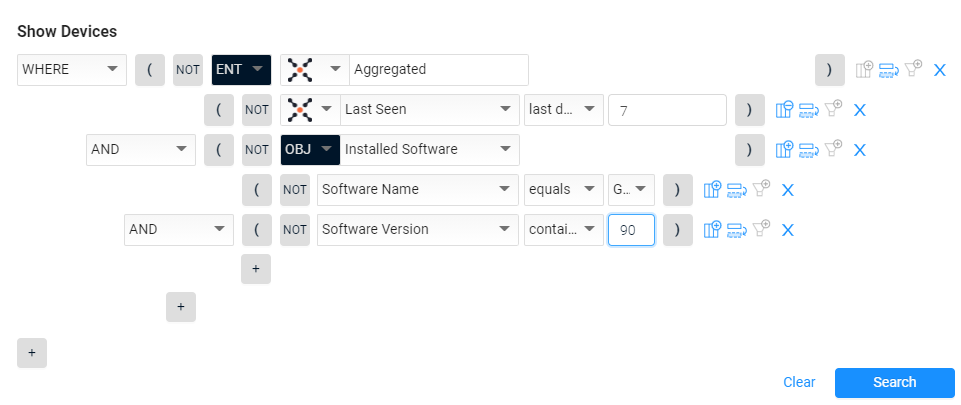 Show Devices
WHERE ( NOT ENT Aggregated ) X
( NOT Last Seen last d... 7 ) X
AND ( NOT OBJ Installed Software ) X
( NOT Software Name equals G... ) X
AND ( NOT Software Version contai... 90 ) X
+
+
+
Clear Search